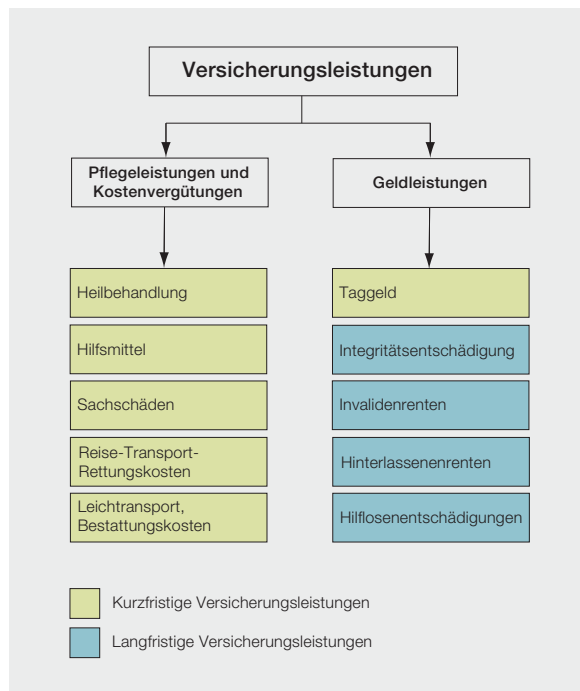 Versicherungsleistungen
Pflegeleistungen und
Kostenvergütungen
Geldleistungen
Heilbehandlung
Hilfsmittel
Sachschäden
Reise-Transport-
Rettungskosten
Leichtransport,
Bestattungskosten
Taggeld
Integritätsentschädigung
Invalidenrenten
Hinterlassenenrenten
Hilflosenentschädigungen
Kurzfristige Versicherungsleistungen
Langfristige Versicherungsleistungen